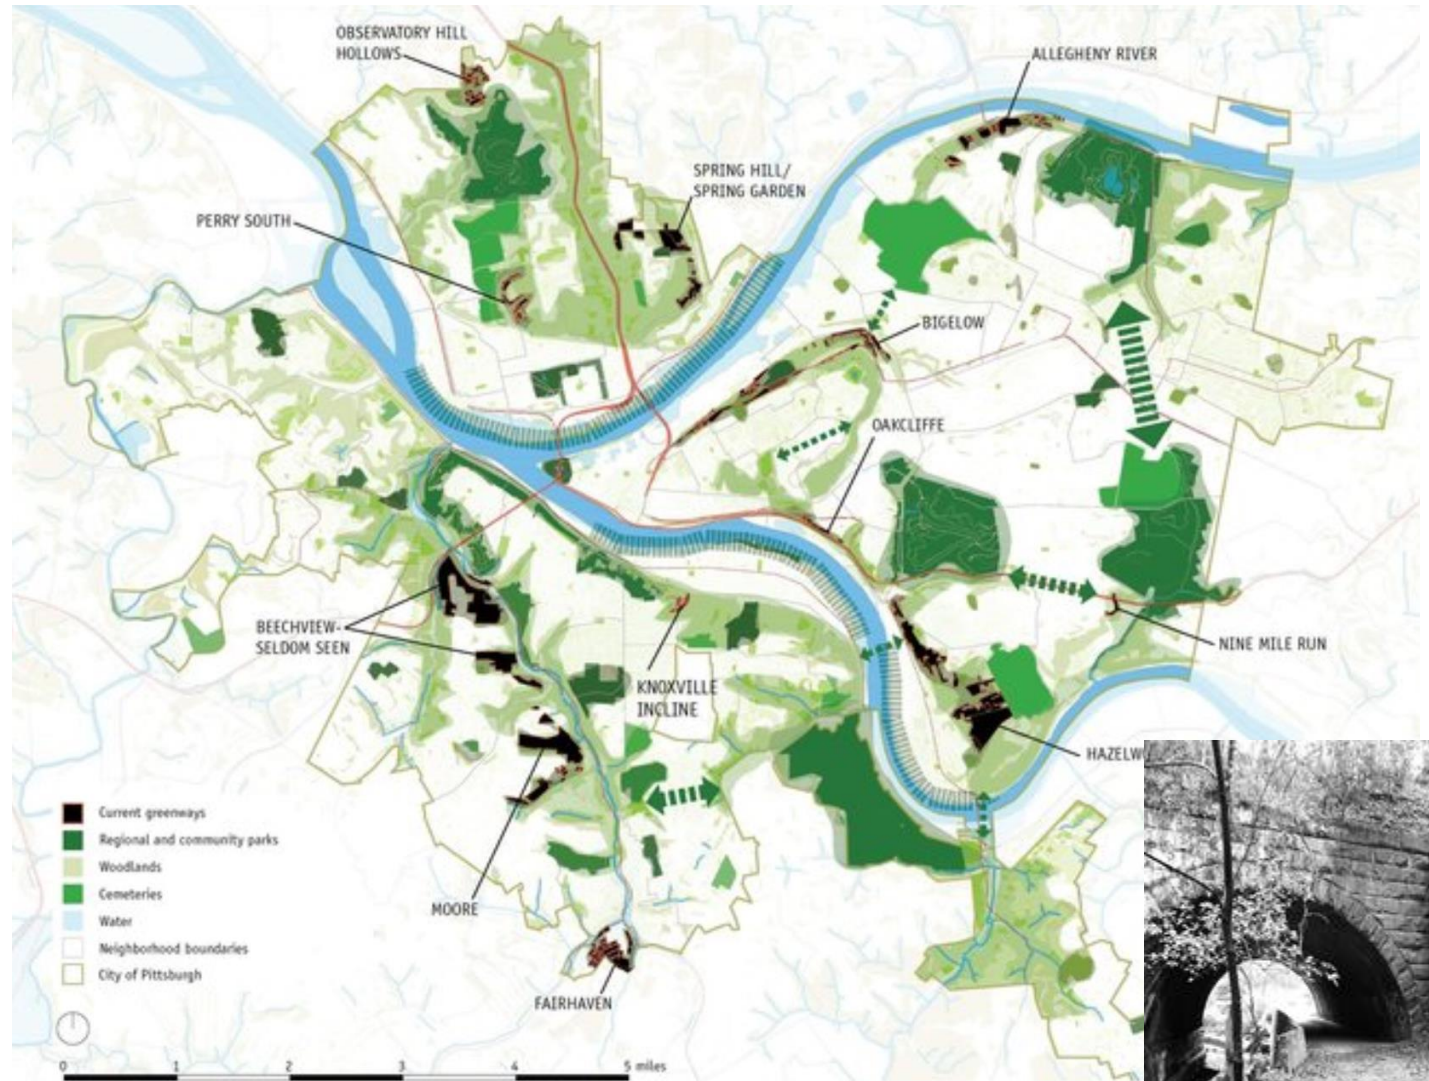 OBSERVATORY HILL
HOLLOWS
ALLEGHENY RIVER
SPRING HILL/
SPRING GARDEN
PERRY SOUTH
BIGELOW
OAKCLIFFE
BEECHVIEW-
SELDOM SEEN
KNOXVILLE
INCLINE
NINE MILE RUN
HAZELW
MOORE
FAIRHAVEN
Current greenways
Regional and community parks
Woodlands
Cemeteries
Water
Neighborhood boundaries
City of Pittsburgh
0 1 2 3 4 5 miles